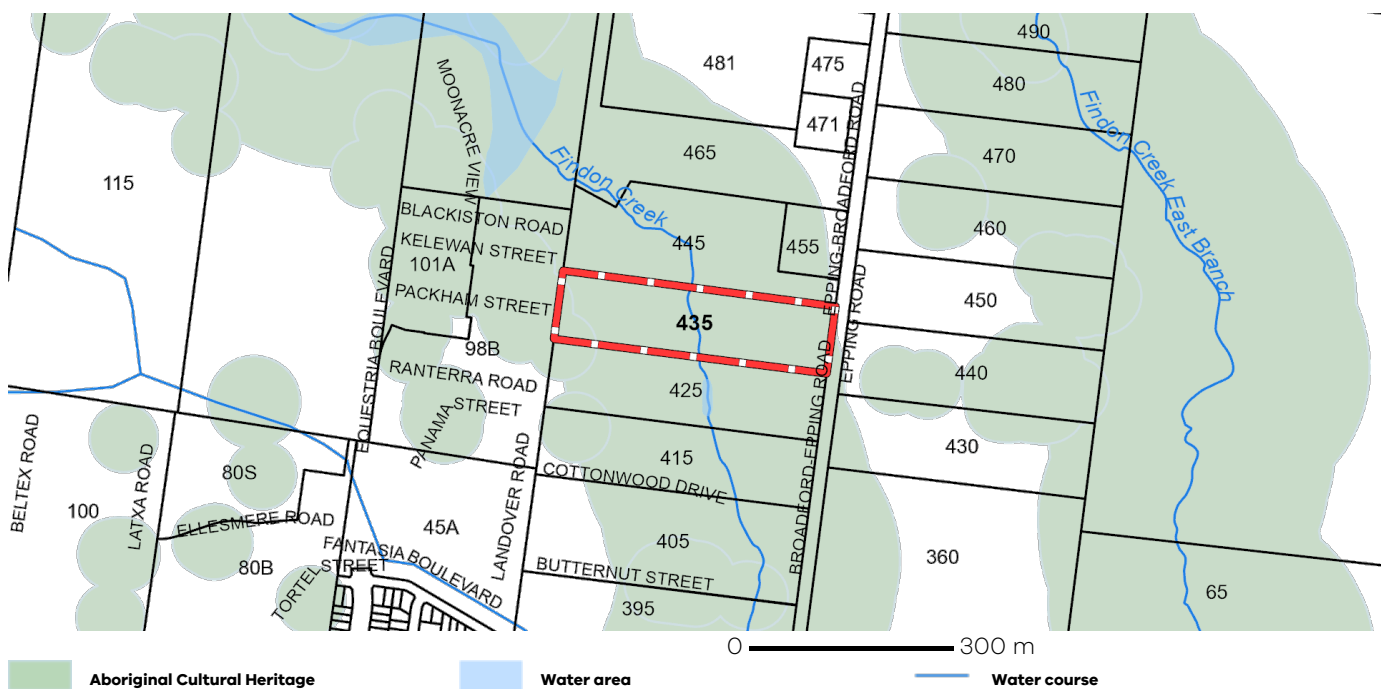 490
481
475
480
MOONACRE VIEW
471
EPPING-BRADFORD ROAD
Findon Creek East Branch
465
470
115
Findon Creek
BLACKISTON ROAD
460
KELEWAN STREET
445
455
101A
EQUESTRIA BOULEVARD
PACKHAM STREET
450
435
EPPING ROAD
98B
RANTERRA ROAD
425
440
PANAMA STREET
BROADFORD-EPPING ROAD
415
430
BELTEX ROAD
LATXA ROAD
80S
LANDOVER ROAD
COTTONWOOD DRIVE
100
ELLESMERE ROAD
45A
405
360
80B
FANTASIA BOULEVARD
TORTEL STREET
BUTTERNUT STREET
65
395
0 300 m
Aboriginal Cultural Heritage
Water area
Water course